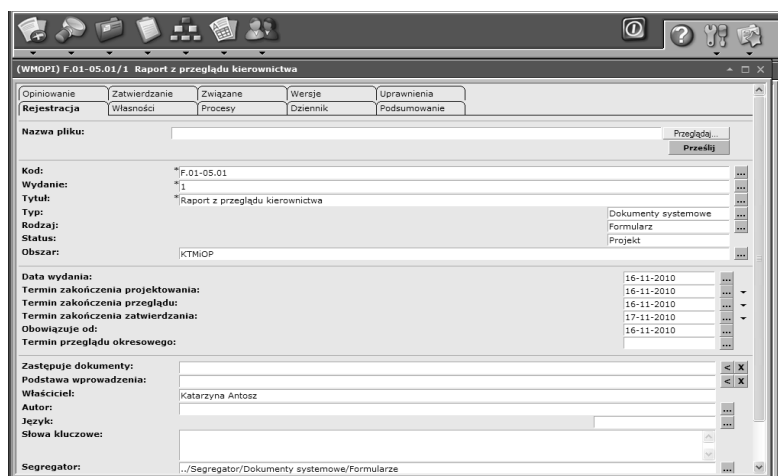 (WMOPI) F.01-05.01/1 Raport z przeglądu kierownictwa
Opiniowanie Zatwierdzanie Związane Wersje Uprawnienia
Rejestracja Własności Procesy Dziennik Podsumowanie
Nazwa pliku: Przeglądaj...
Prześlij
Kod: *F.01-05.01 ...
Wydanie: *1 ...
Tytuł: *Raport z przeglądu kierownictwa ...
Typ: Dokumenty systemowe ...
Rodzaj: Formularz ...
Status: Projekt
Obszar: KTMiOP ...
Data wydania: 16-11-2010 ...
Termin zakończenia projektowania: 16-11-2010 ...
Termin zakończenia przeglądu: 16-11-2010 ...
Termin zakończenia zatwierdzania: 17-11-2010 ...
Obowiązuje od: 16-11-2010 ...
Termin przeglądu okresowego: ...
Zastępuje dokumenty: < X
Podstawa wprowadzenia: < X
Właściciel: Katarzyna Antosz
Autor: ...
Język: ...
Słowa kluczowe:
Segregator: ../Segregator/Dokumenty systemowe/Formularze ...